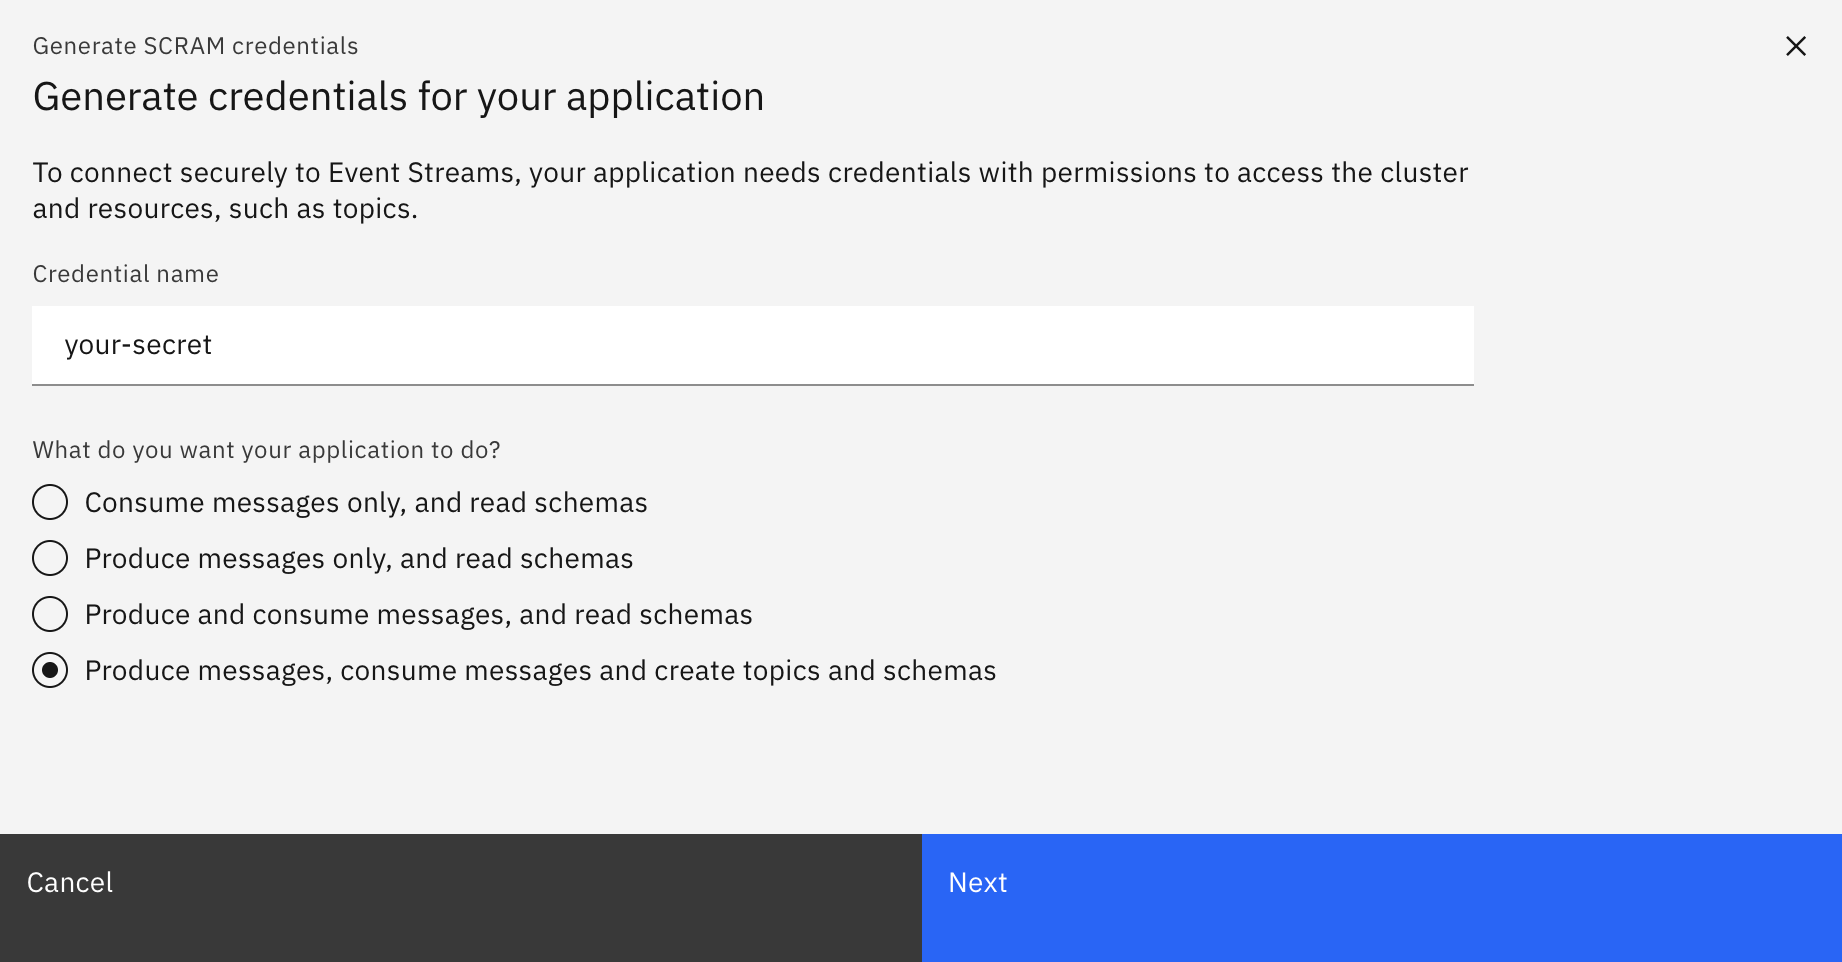 Generate SCRAM credentials
Generate credentials for your application
To connect securely to Event Streams, your application needs credentials with permissions to access the cluster
and resources, such as topics.
Credential name
your-secret
What do you want your application to do?
Consume messages only, and read schemas
Produce messages only, and read schemas
Produce and consume messages, and read schemas
Produce messages, consume messages and create topics and schemas
Cancel
Next